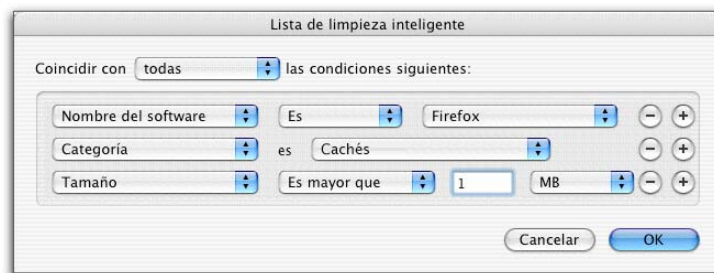 Lista de limpieza inteligente
Coincidir con todas las condiciones siguientes:
Nombre del software Es Firefox
Categoría es Cachés
Tamaño Es mayor que 1 MB
Cancelar OK